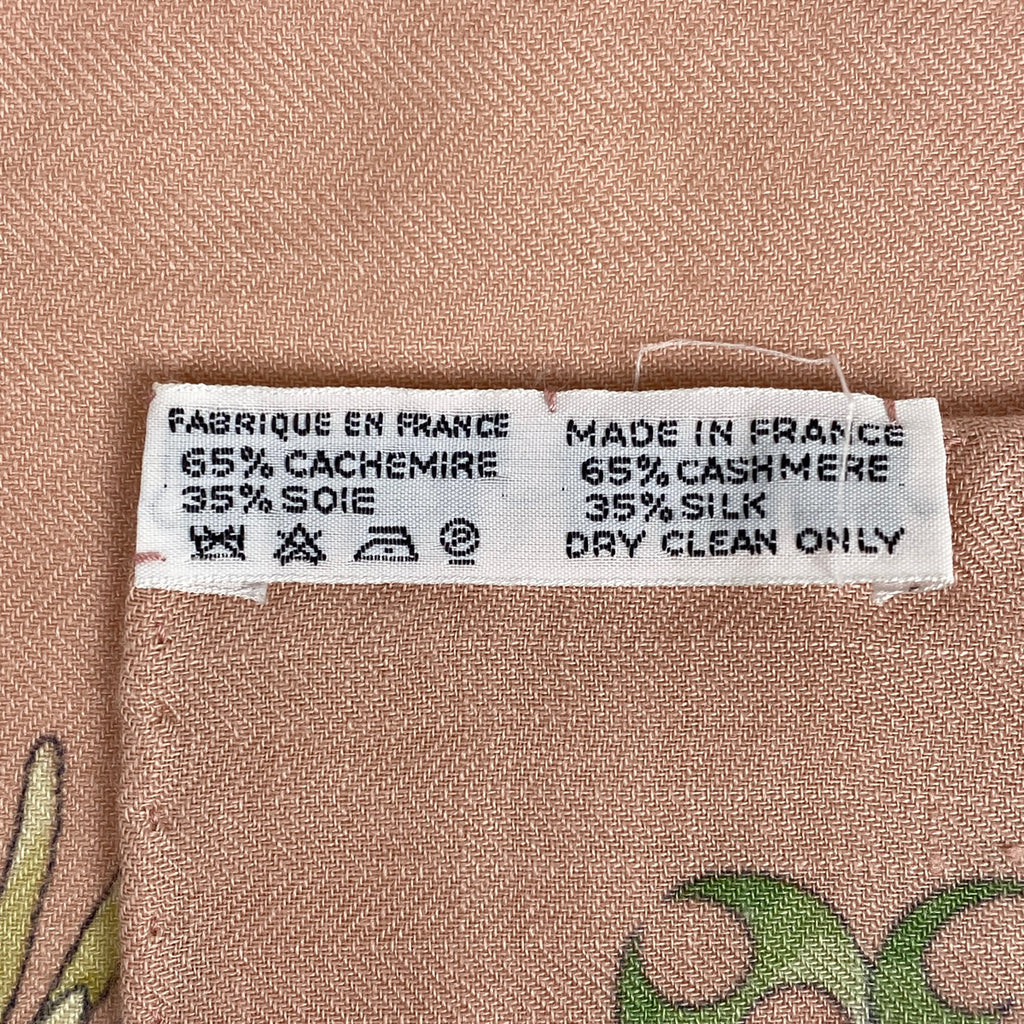 FABRIQUE EN FRANCE
65% CACHEMIRE
35% SOIE
P
MADE IN FRANCE
65% CASHMERE
35% SILK
DRY CLEAN ONLY